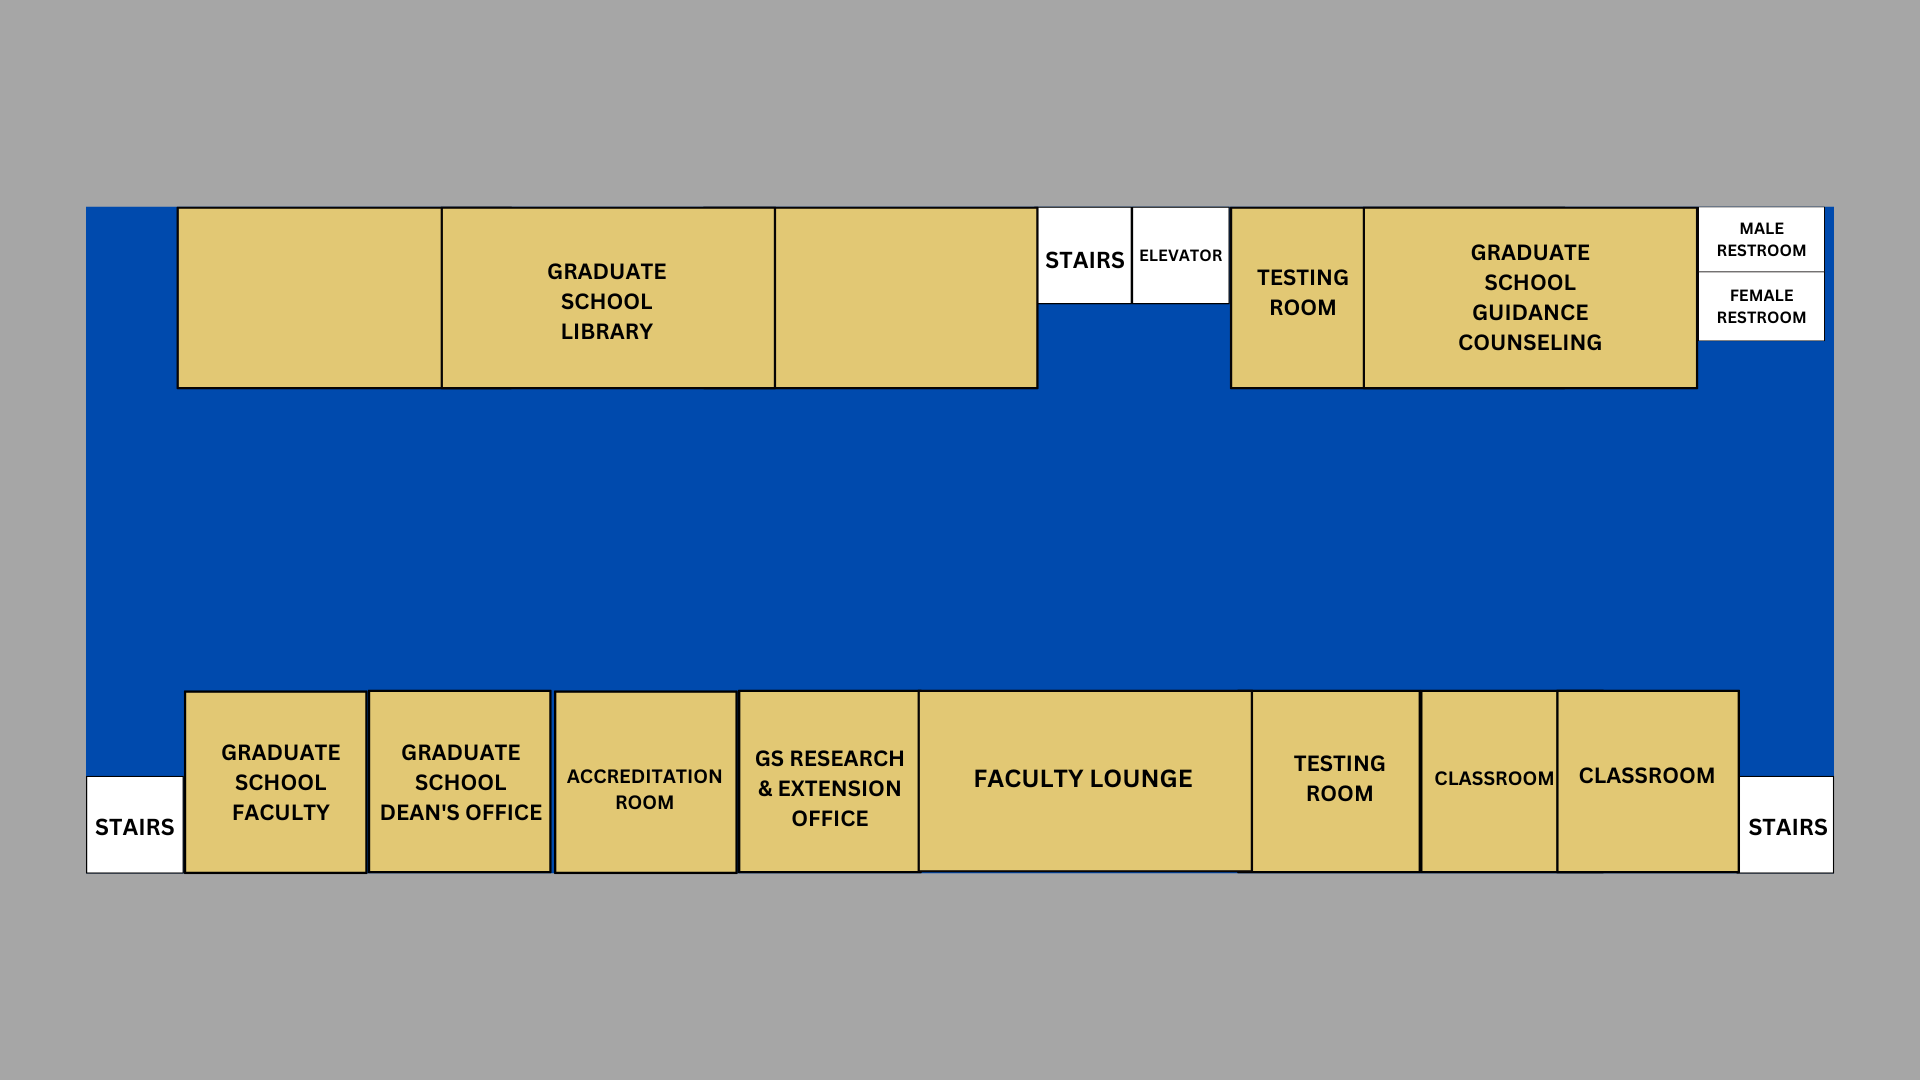 GRADUATE
SCHOOL
LIBRARY
STAIRS
ELEVATOR
TESTING
ROOM
GRADUATE
SCHOOL
GUIDANCE
COUNSELING
MALE
RESTROOM
FEMALE
RESTROOM
STAIRS
GRADUATE
SCHOOL
FACULTY
GRADUATE
SCHOOL
DEAN'S OFFICE
ACCREDITATION
ROOM
GS RESEARCH
& EXTENSION
OFFICE
FACULTY LOUNGE
TESTING
ROOM
CLASSROOM
CLASSROOM
STAIRS